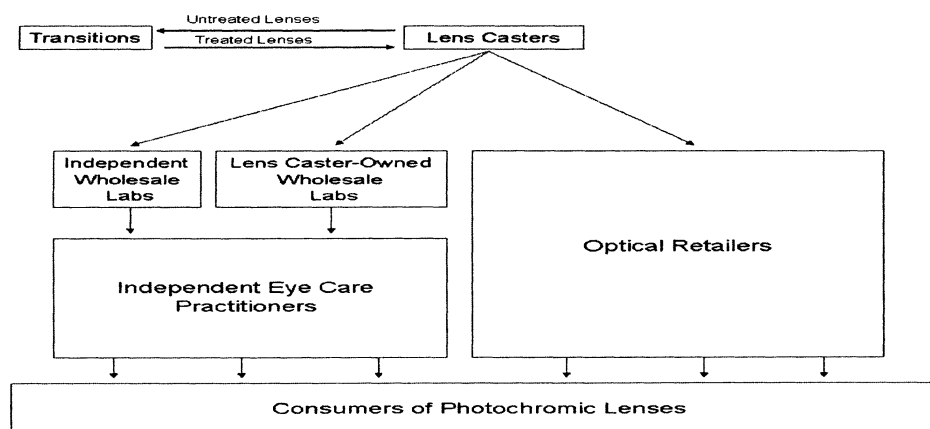 Untreated Lenses
Transitions
Treated Lenses
Lens Casters
Independent
Wholesale
Labs
Lens Caster-Owned
Wholesale
Labs
Optical Retailers
Independent Eye Care
Practitioners
Consumers of Photochromic Lenses